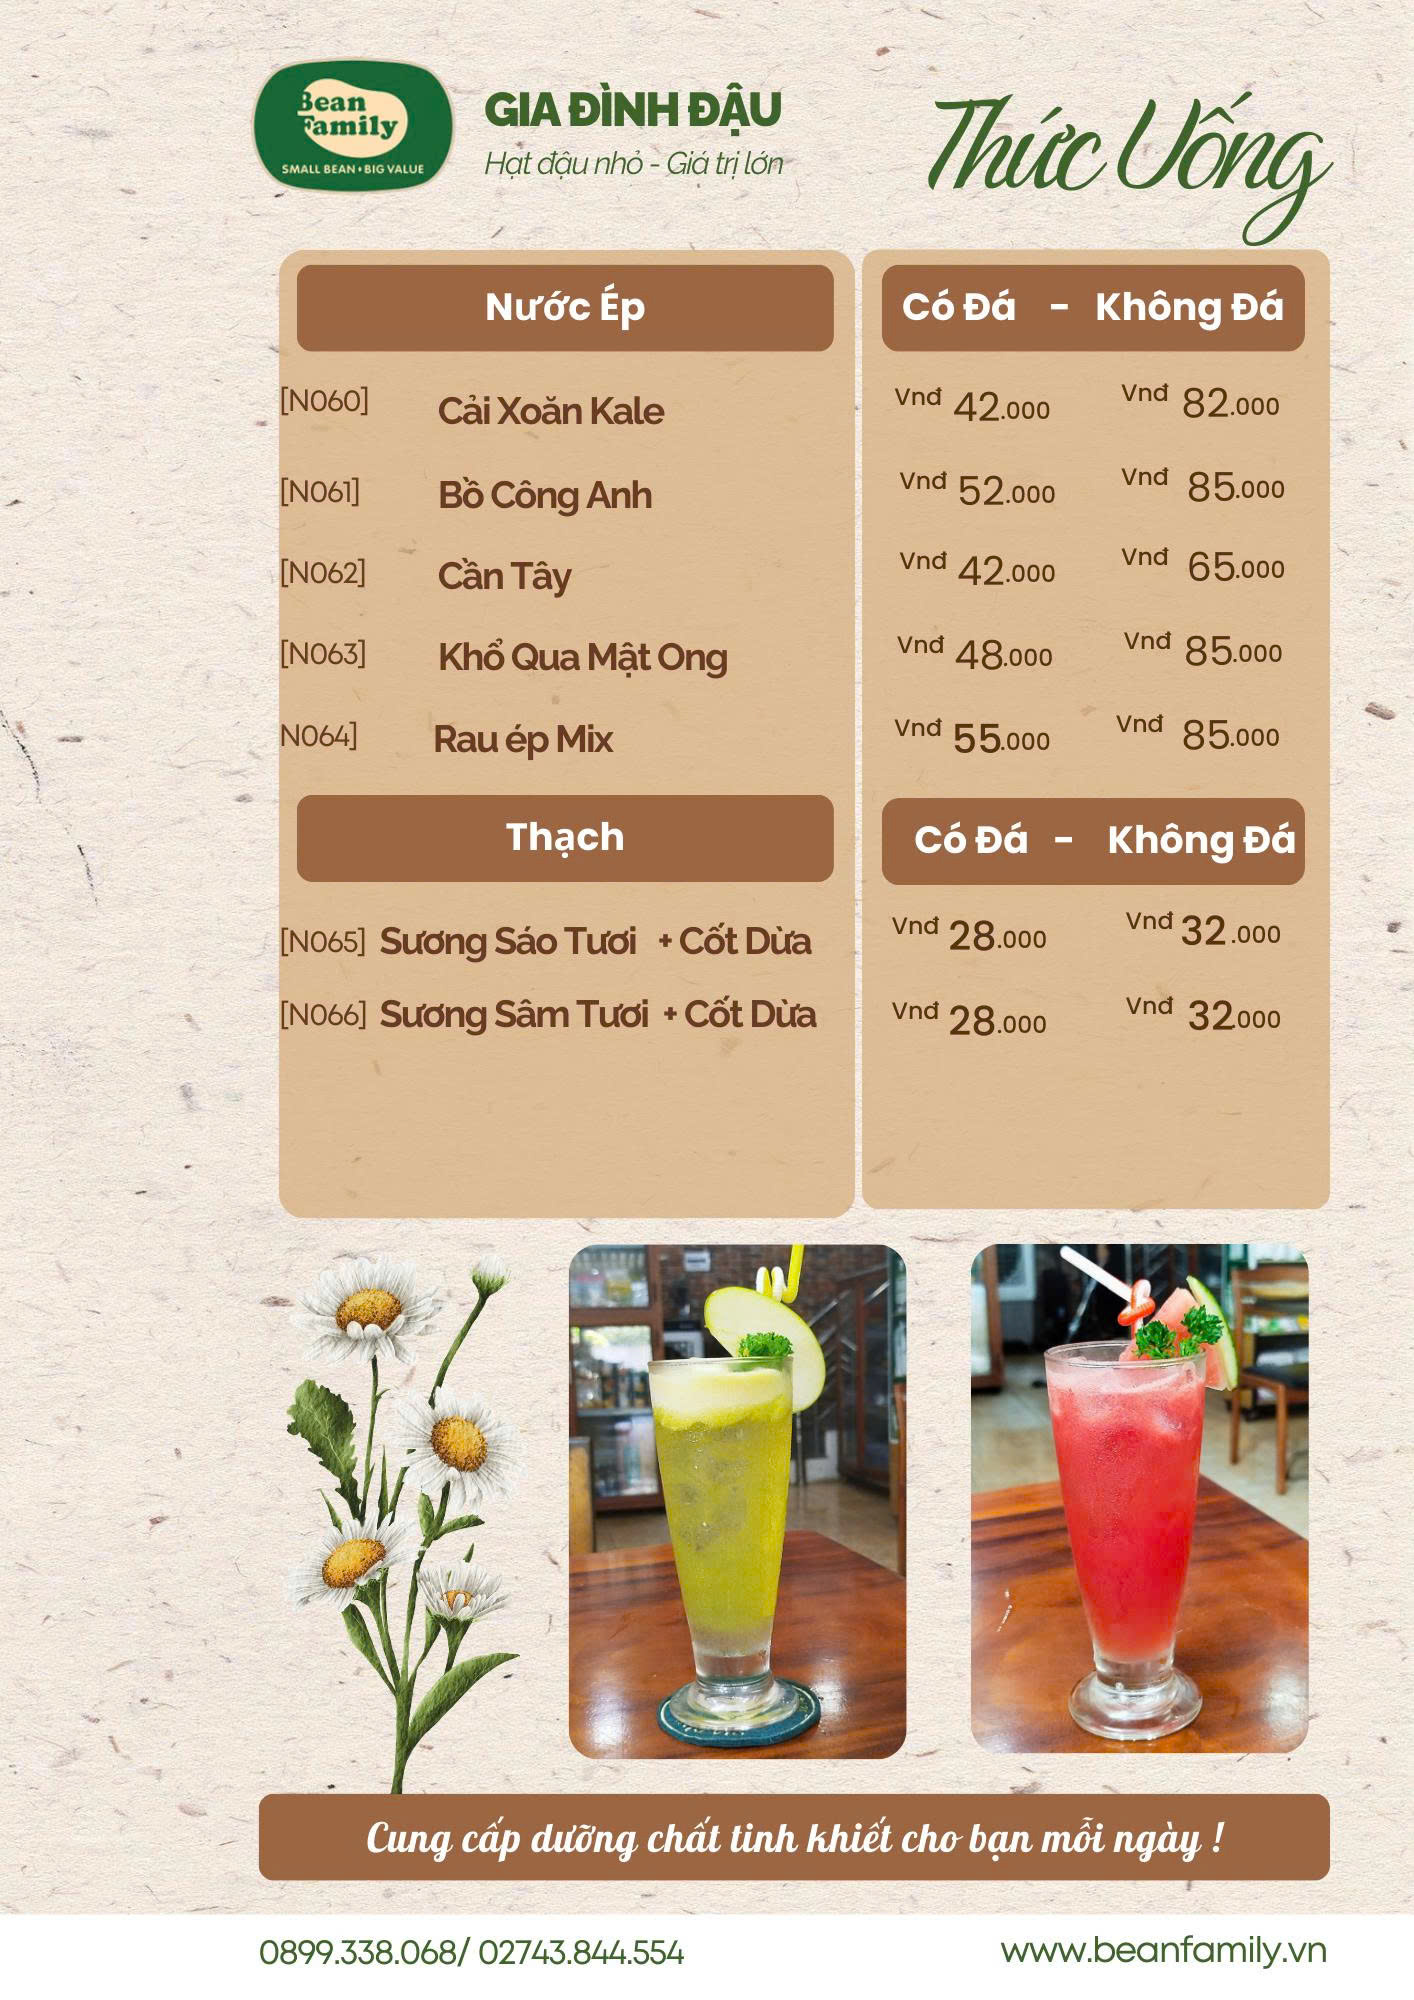 Bean
Family
SMALL BEAN • BIG VALUE
GIA ĐÌNH ĐẬU
Hạt đậu nhỏ - Giá trị lớn
Thức Uống
Nước Ép
Có Đá - Không Đá
[N060] Cải Xoăn Kale Vnđ 42.000 Vnđ 82.000
[N061] Bồ Công Anh Vnđ 52.000 Vnđ 85.000
[N062] Cần Tây Vnđ 42.000 Vnđ 65.000
[N063] Khổ Qua Mật Ong Vnđ 48.000 Vnđ 85.000
N064] Rau ép Mix Vnđ 55.000 Vnđ 85.000
Thạch
Có Đá - Không Đá
[N065] Sương Sáo Tươi + Cốt Dừa Vnđ 28.000 Vnđ 32.000
[N066] Sương Sâm Tươi + Cốt Dừa Vnđ 28.000 Vnđ 32.000
Cung cấp dưỡng chất tinh khiết cho bạn mỗi ngày !
0899.338.068/ 02743.844.554
www.beanfamily.vn